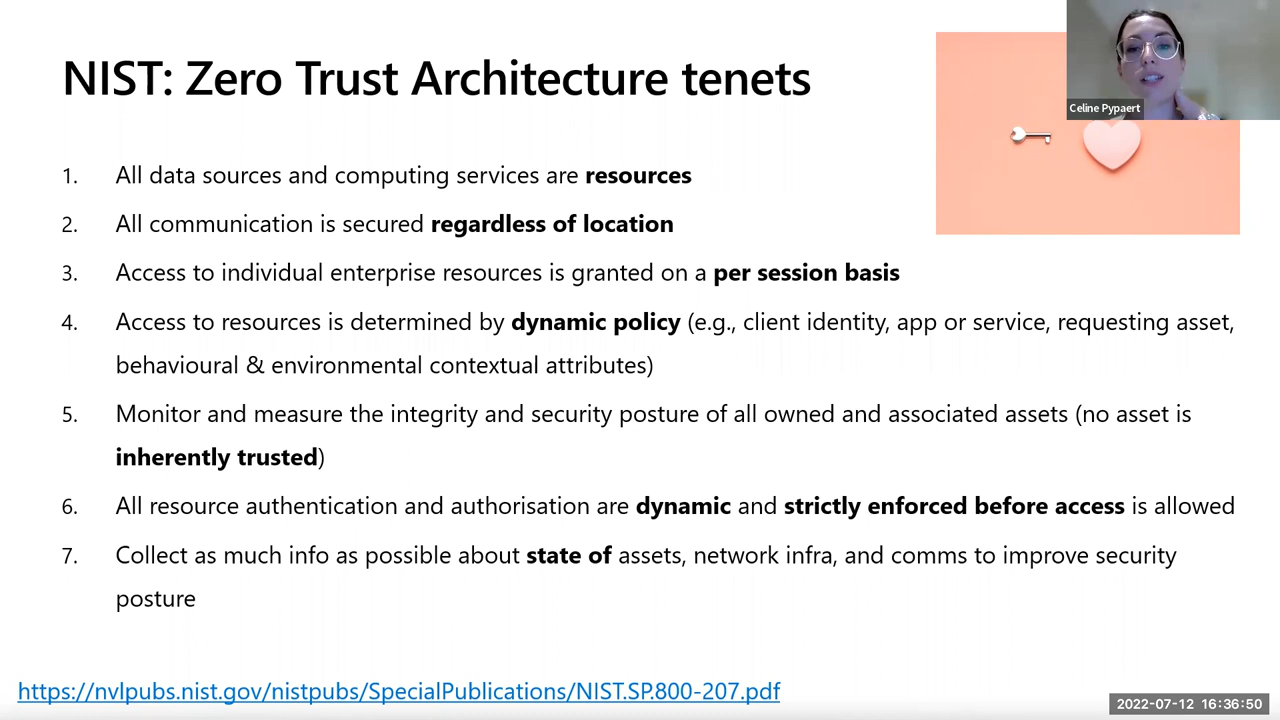 NIST: Zero Trust Architecture tenets
Celine Pypaert
1. All data sources and computing services are resources
2. All communication is secured regardless of location
3. Access to individual enterprise resources is granted on a per session basis
4. Access to resources is determined by dynamic policy (e.g., client identity, app or service, requesting asset,
behavioural & environmental contextual attributes)
5. Monitor and measure the integrity and security posture of all owned and associated assets (no asset is
inherently trusted)
6. All resource authentication and authorisation are dynamic and strictly enforced before access is allowed
7. Collect as much info as possible about state of assets, network infra, and comms to improve security
posture
https://nvlpubs.nist.gov/nistpubs/SpecialPublications/NIST.SP.800-207.pdf
2022-07-12 16:36:50